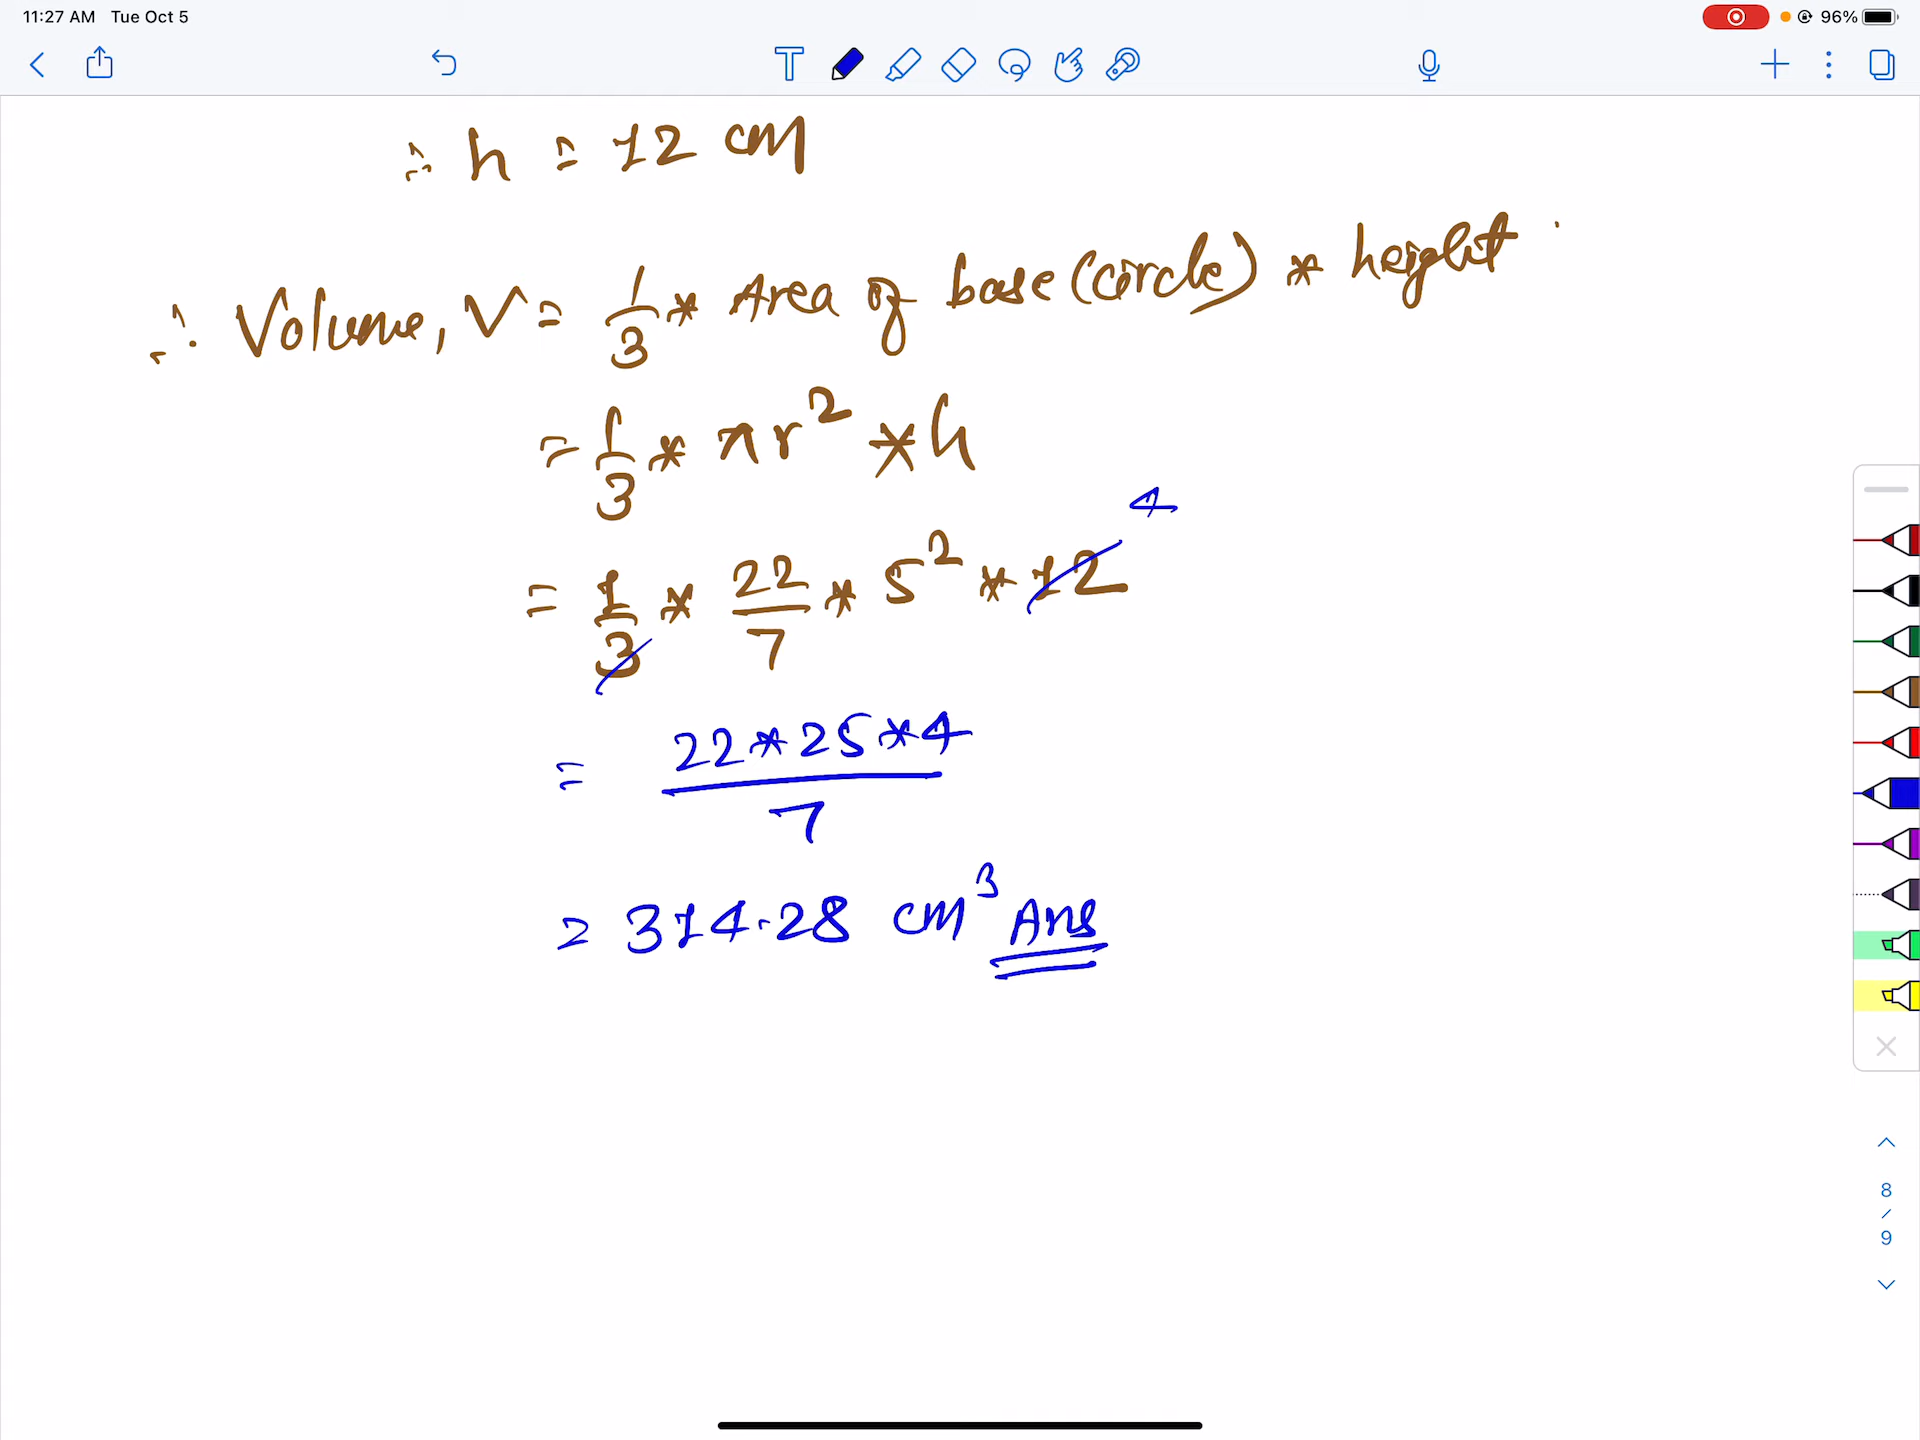 11:27 AM Tue Oct 5 96%
∴ h = 12 cm
∴ Volume, V = 1/3 * Area of base (circle) * height.
= 1/3 * πr² * h
4
= 1/3 * 22/7 * 5² * 12
= 22*25*4/7
= 314.28 cm³ Ans
8
/
9